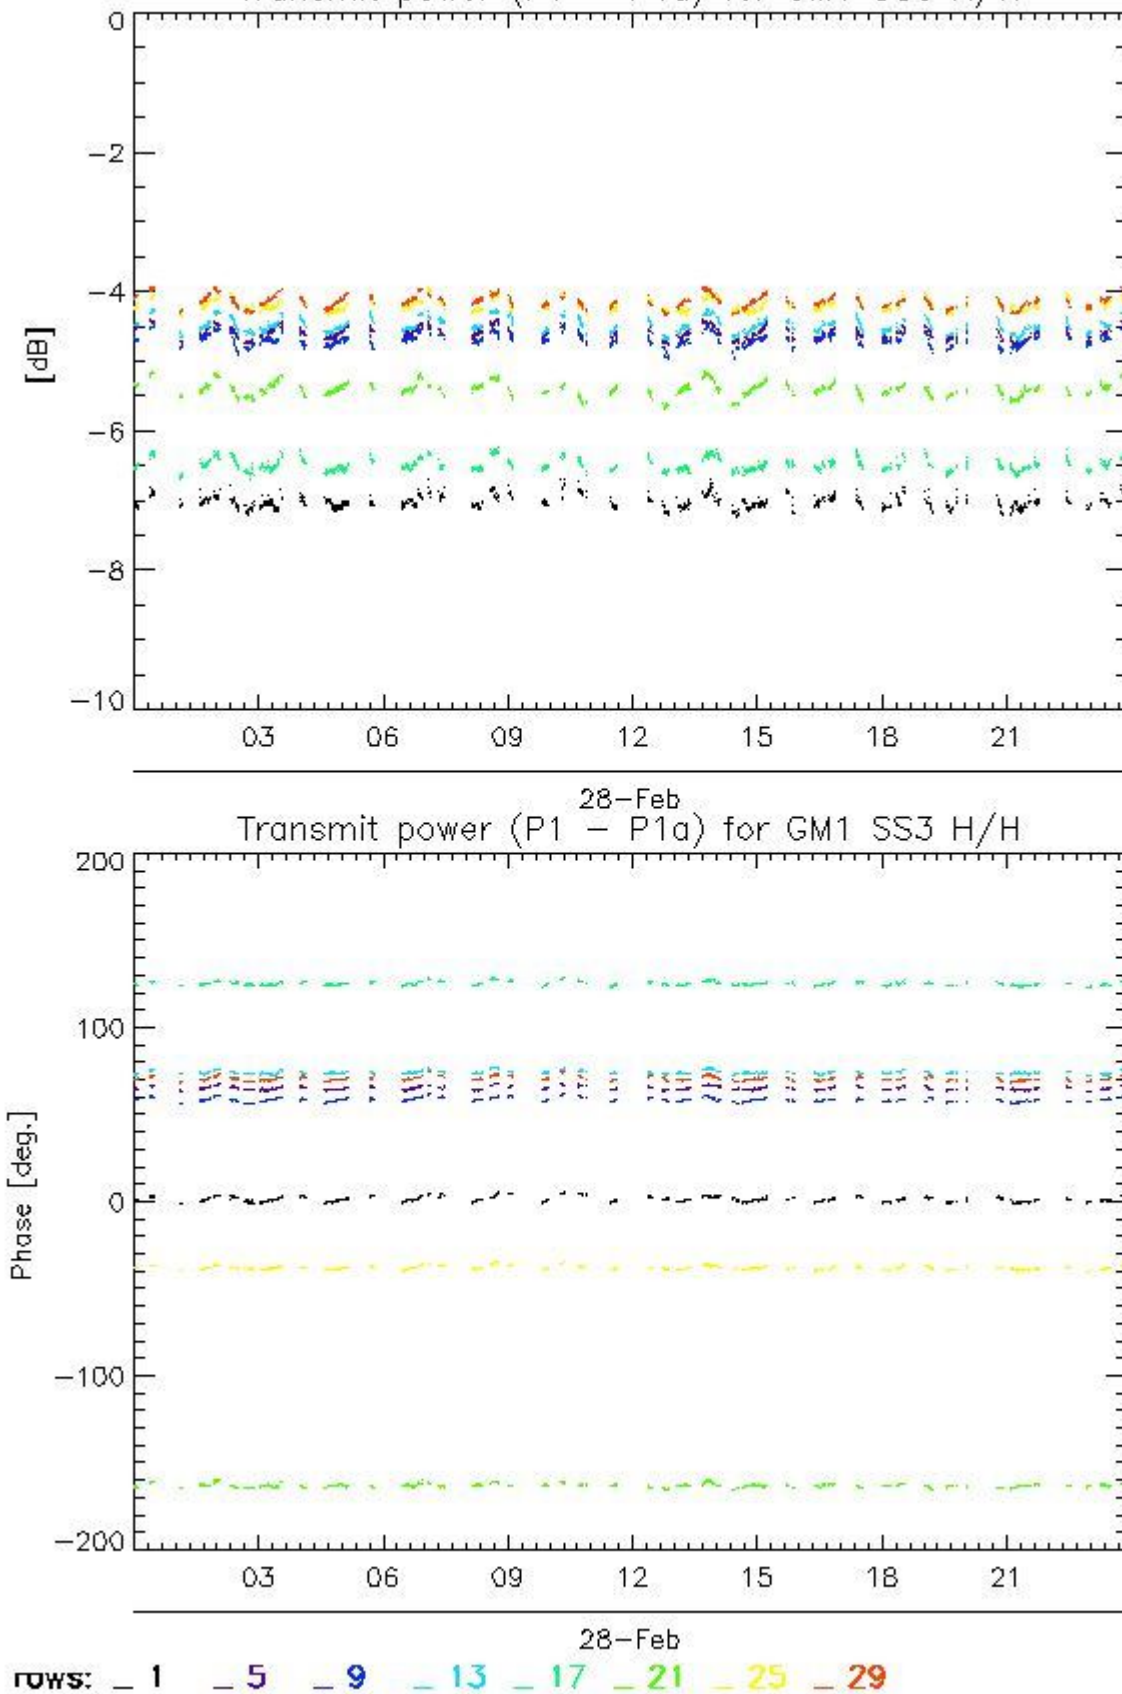 0
-2
-4
[dB]
-6
-8
-10
03 06 09 12 15 18 21
28-Feb
Transmit power (P1 - P1a) for GM1 SS3 H/H
200
100
0
Phase [deg.]
-100
-200
03 06 09 12 15 18 21
28-Feb
rows: _ 1 _ 5 _ 9 _ 13 _ 17 _ 21 _ 25 _ 29